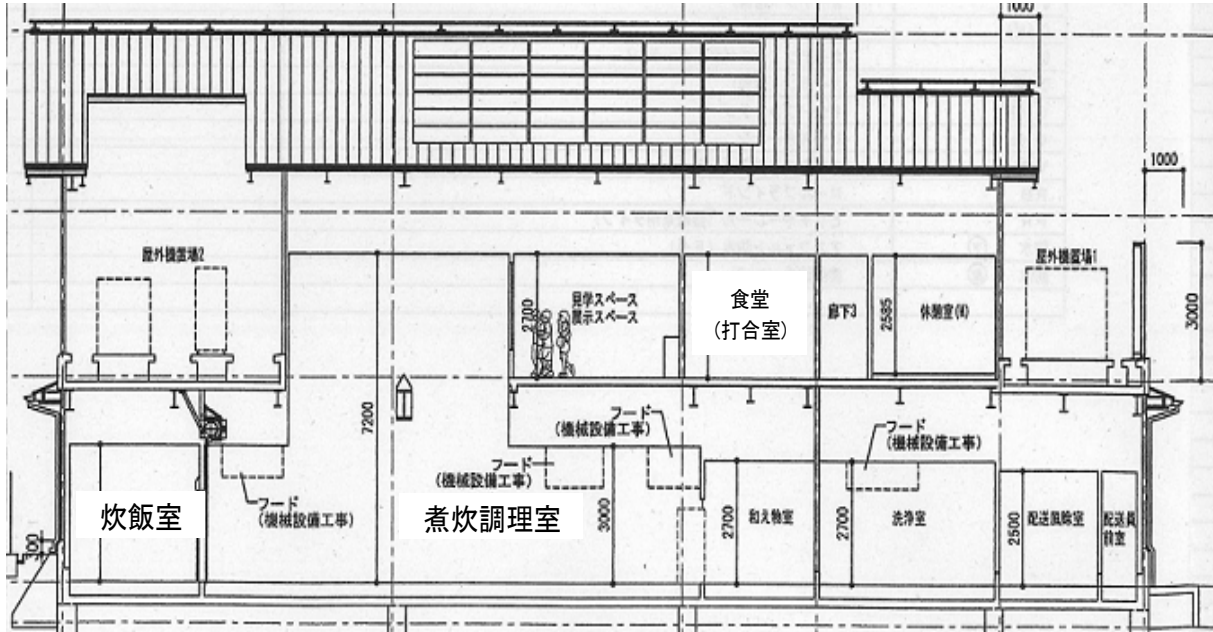 1000
1000
屋外機置場2
見学スペース
展示スペース
2700
食堂
(打合室)
廊下3
2585
休憩室(M)
屋外機置場1
3000
7200
フード
(機械設備工事)
フード
(機械設備工事)
フード
(機械設備工事)
フード
(機械設備工事)
炊飯室
煮炊調理室
3000
2700
和え物室
2700
洗浄室
2500
配送風除室
配送員
前室
300